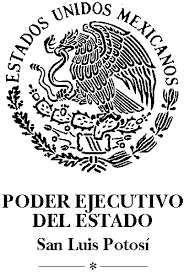 ESTADOS UNIDOS MEXICANOS
PODER EJECUTIVO
DEL ESTADO
San Luis Potosí
*